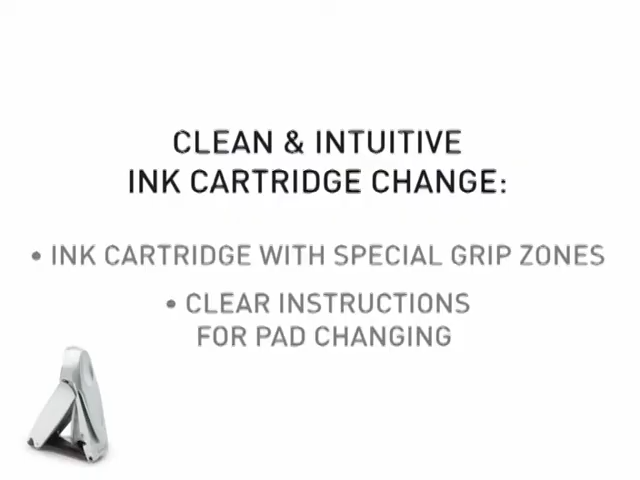 CLEAN & INTUITIVE
INK CARTRIDGE CHANGE:
• INK CARTRIDGE WITH SPECIAL GRIP ZONES
• CLEAR INSTRUCTIONS
FOR PAD CHANGING